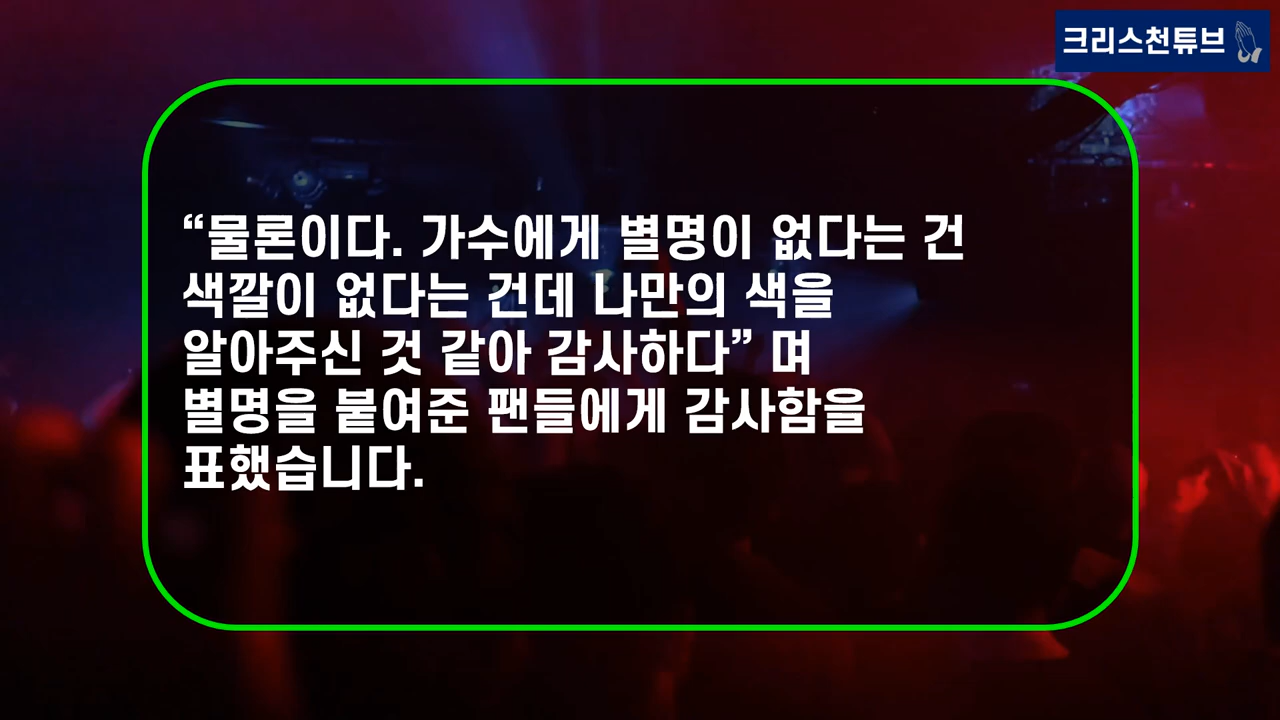 크리스천튜브
“물론이다. 가수에게 별명이 없다는 건
색깔이 없다는 건데 나만의 색을
알아주신 것 같아 감사하다” 며
별명을 붙여준 팬들에게 감사함을
표했습니다.